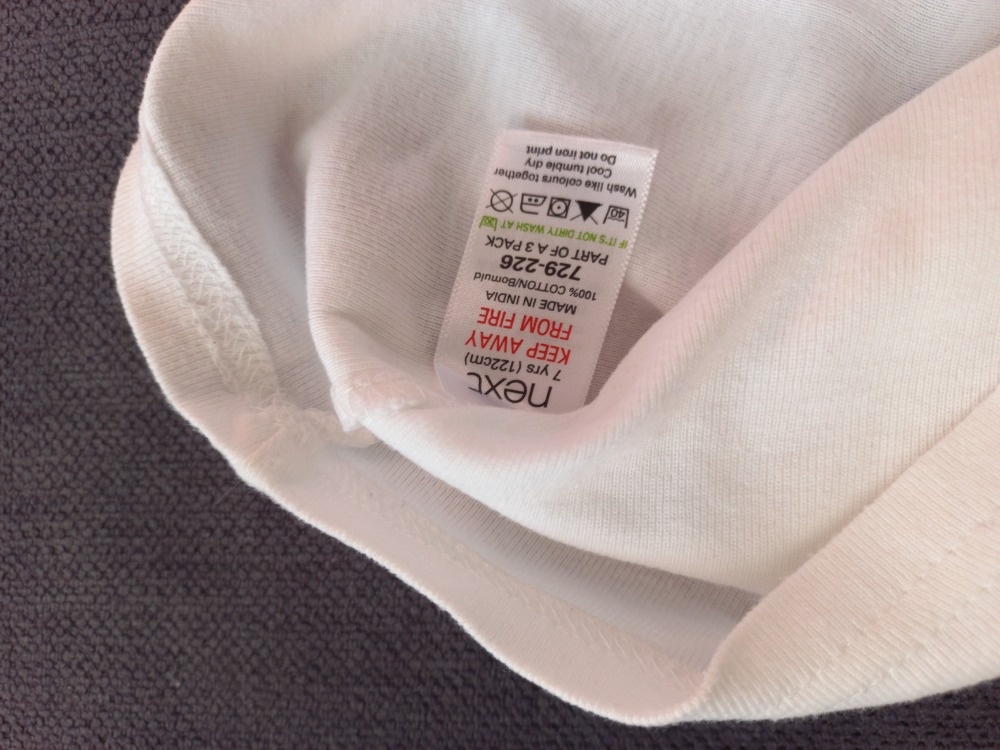 next
7 yrs (122cm)
KEEP AWAY
FROM FIRE
MADE IN INDIA
100% COTTON/Bomuld
729-226
PART OF A 3 PACK
IF IT'S NOT DIRTY WASH AT 30
40
Wash like colours together
Cool tumble dry
Do not iron print